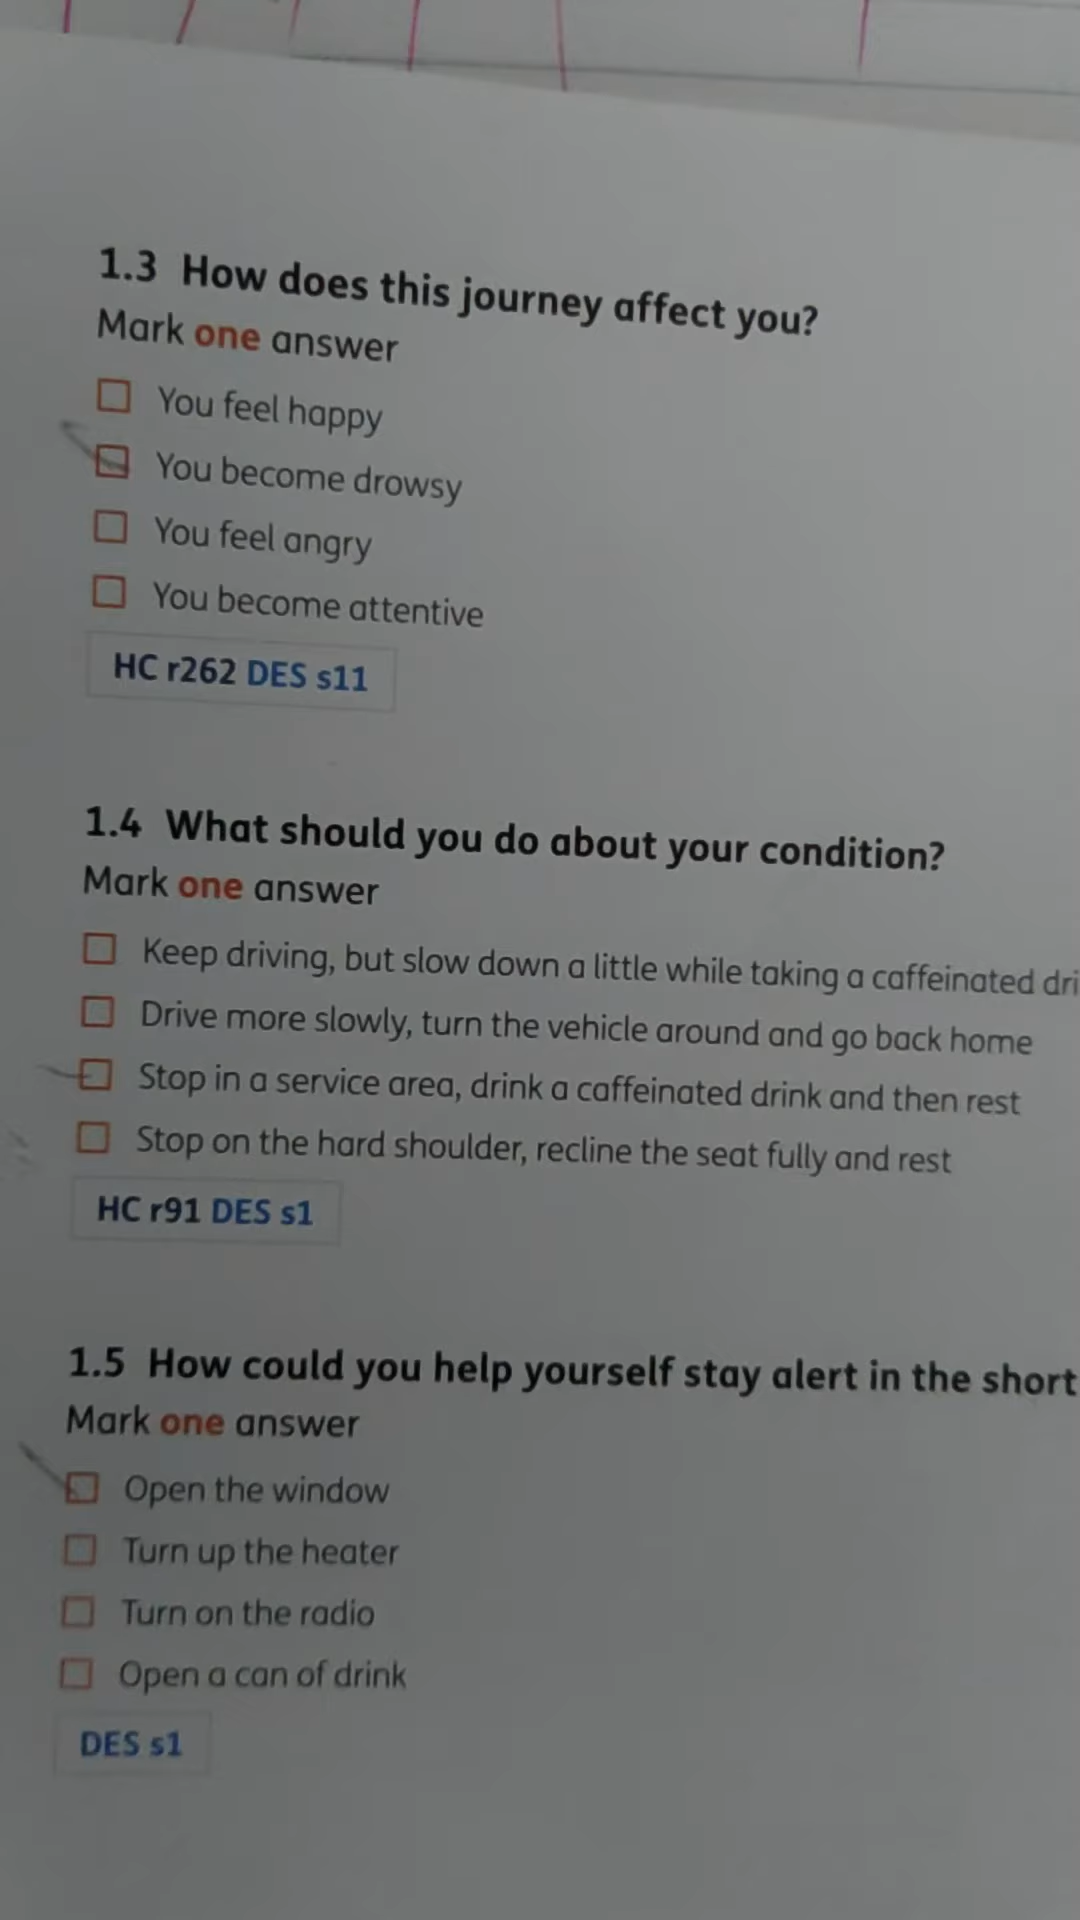 1.3 How does this journey affect you?
Mark one answer
You feel happy
You become drowsy
You feel angry
You become attentive
HC r262 DES s11
1.4 What should you do about your condition?
Mark one answer
Keep driving, but slow down a little while taking a caffeinated dri
Drive more slowly, turn the vehicle around and go back home
Stop in a service area, drink a caffeinated drink and then rest
Stop on the hard shoulder, recline the seat fully and rest
HC r91 DES s1
1.5 How could you help yourself stay alert in the short
Mark one answer
Open the window
Turn up the heater
Turn on the radio
Open a can of drink
DES s1